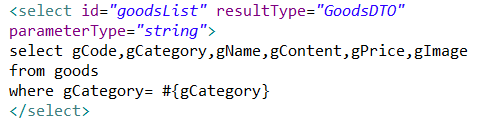 <select id="goodsList" resultType="GoodsDTO"
parameterType="string">
select gCode,gCategory,gName,gContent,gPrice,gImage
from goods
where gCategory= #{gCategory}
</select>